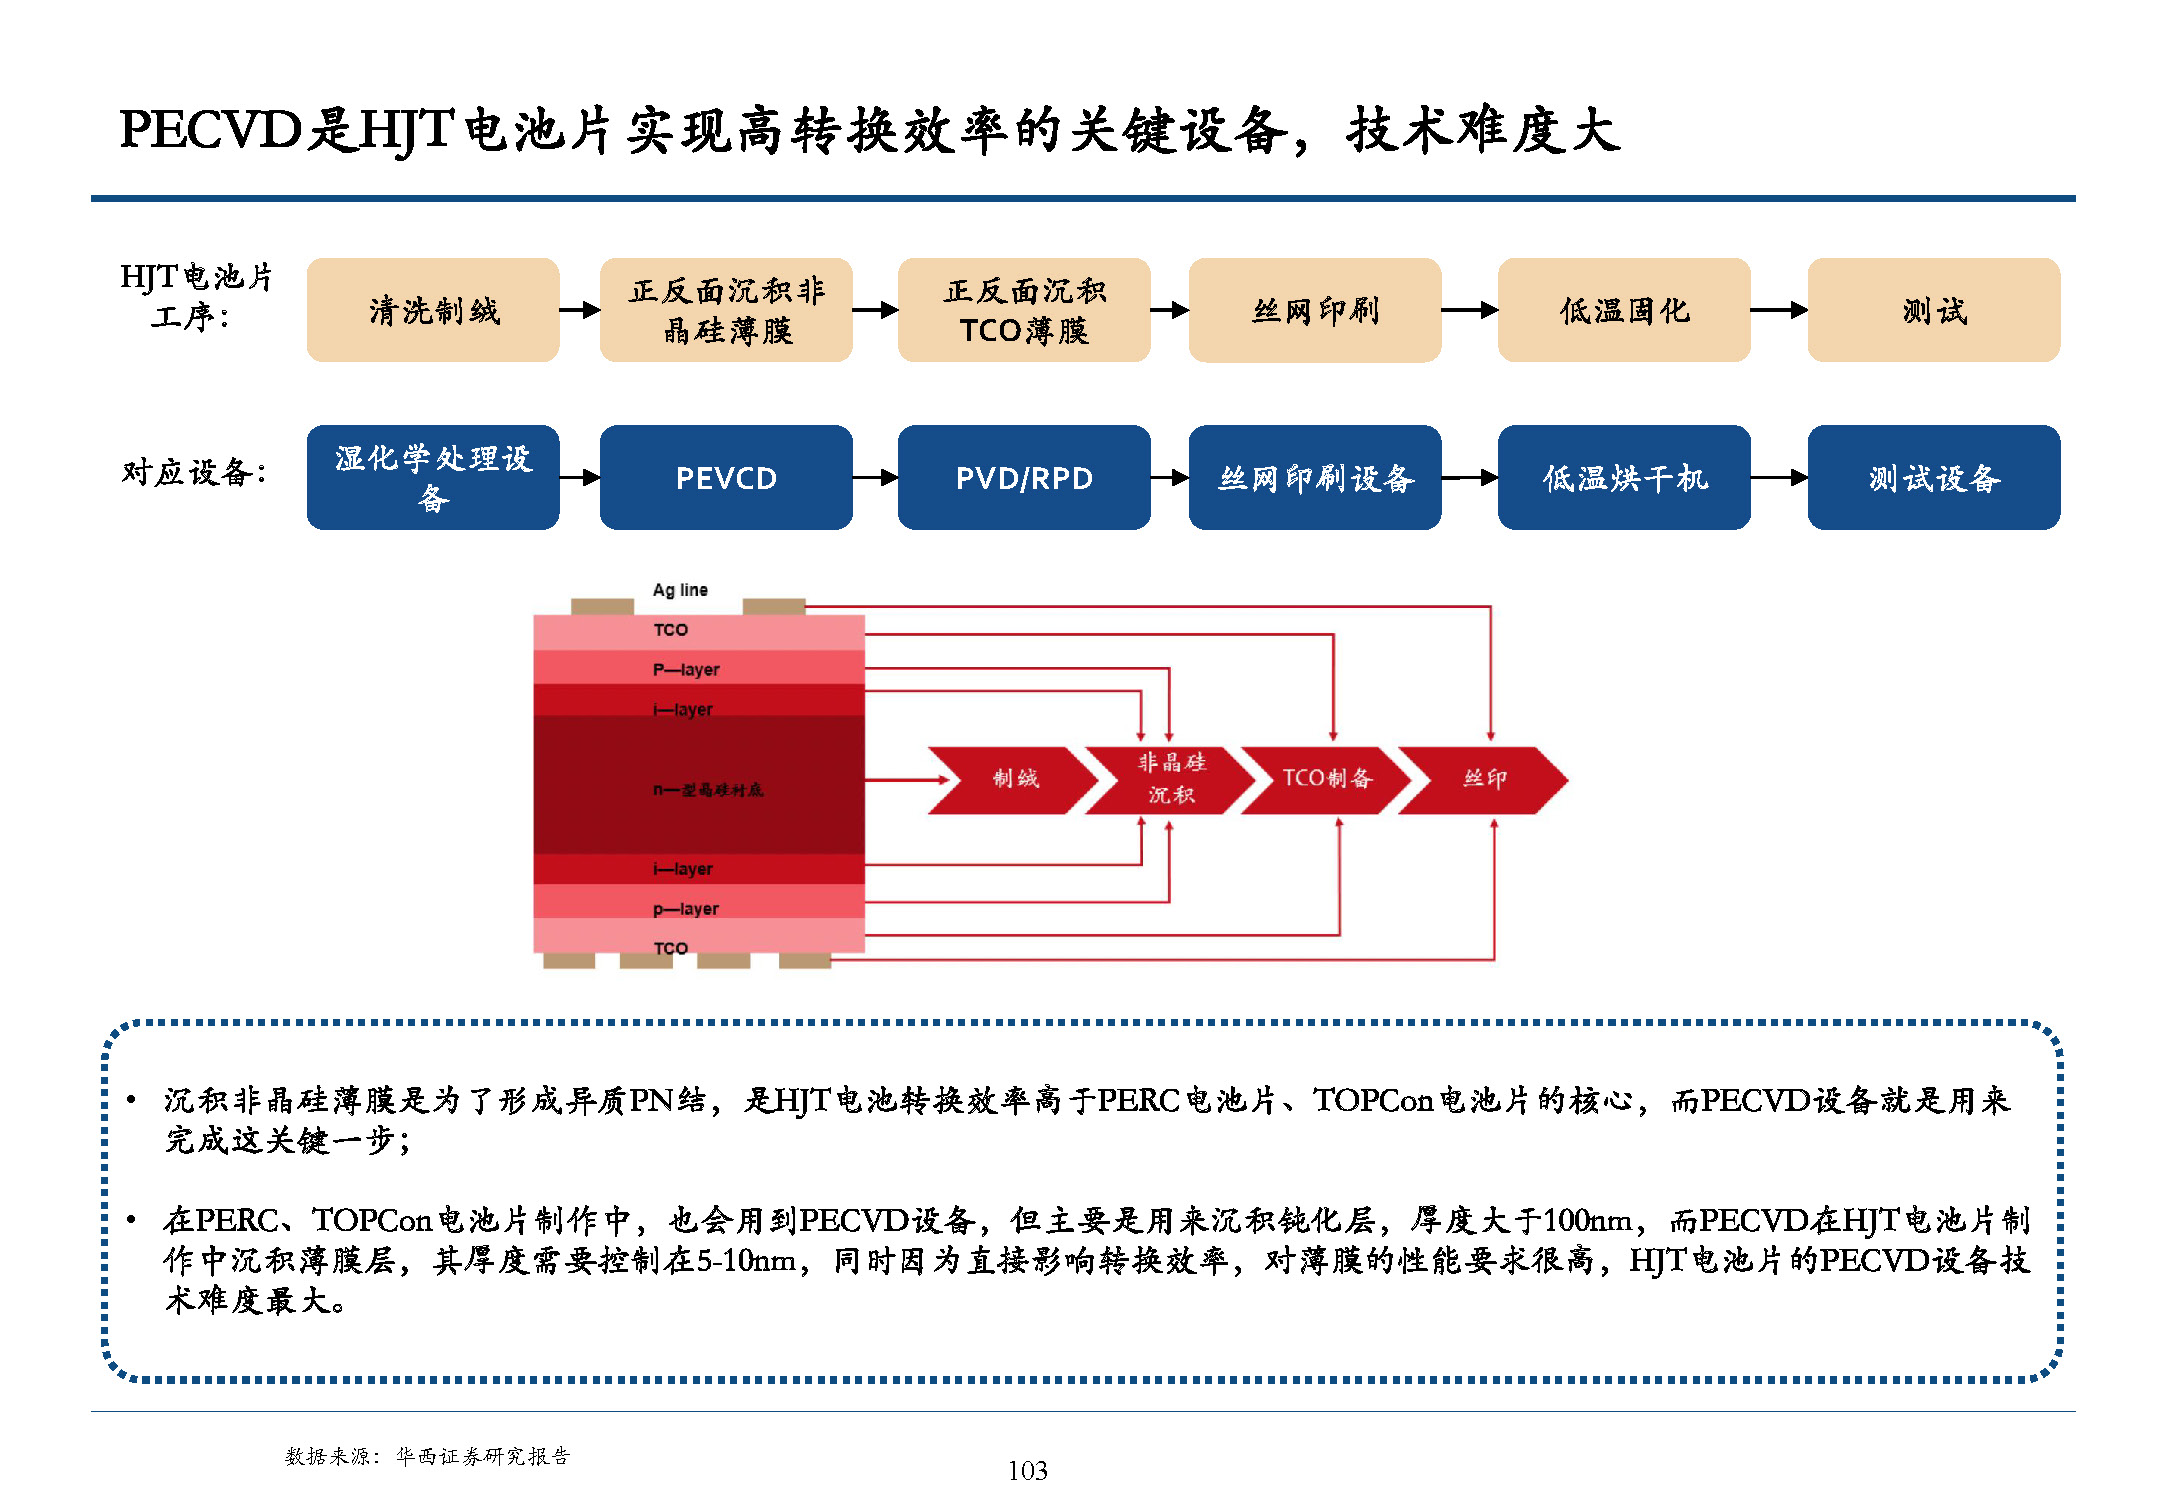 PECVD是HJT电池片实现高转换效率的关键设备，技术难度大
HJT电池片
工序：
清洗制绒
正反面沉积非
晶硅薄膜
正反面沉积
TCO薄膜
丝网印刷
低温固化
测试
对应设备：
湿化学处理设
备
PEVCD
PVD/RPD
丝网印刷设备
低温烘干机
测试设备
Ag line
TCO
P—layer
i—layer
n—型晶硅衬底
i—layer
p—layer
TCO
制绒
非晶硅
沉积
TCO制备
丝印
• 沉积非晶硅薄膜是为了形成异质PN结，是HJT电池转换效率高于PERC电池片、TOPCon电池片的核心，而PECVD设备就是用来
完成这关键一步；
• 在PERC、TOPCon电池片制作中，也会用到PECVD设备，但主要是用来沉积钝化层，厚度大于100nm，而PECVD在HJT电池片制
作中沉积薄膜层，其厚度需要控制在5-10nm，同时因为直接影响转换效率，对薄膜的性能要求很高，HJT电池片的PECVD设备技
术难度最大。
数据来源：华西证券研究报告
103